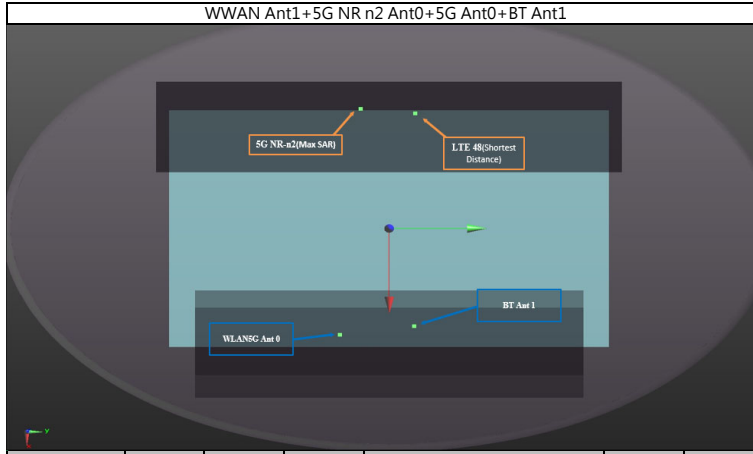 WWAN Ant1+5G NR n2 Ant0+5G Ant0+BT Ant1
5G NR-n2(Max SAR)
LTE 48(Shortest
Distance)
BT Ant 1
WLAN5G Ant 0
Y